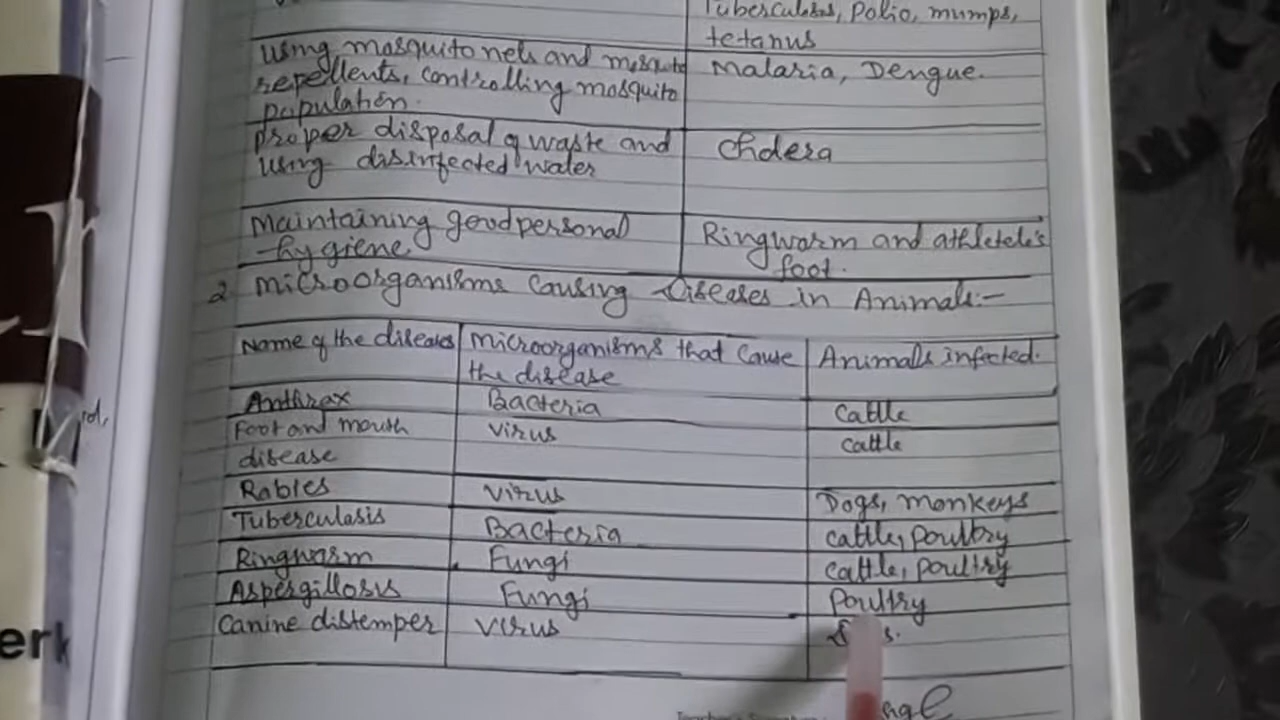 Tuberculosis, Polio, mumps,
tetanus
Using mosquito nets and mosquito
repellents, controlling mosquito
population.
Malaria, Dengue.
Proper disposal of waste and
using disinfected water
Cholera
Maintaining good personal
-hygiene
Ringworm and athlete's
foot.
2 Microorganisms Causing Diseases in Animals:-
Name of the diseases
Microorganisms that cause
the disease
Animals infected.
Anthrax
Bacteria
Cattle
Foot and mouth
disease
virus
cattle
Rabies
virus
Dogs, monkeys
Tuberculosis
Bacteria
cattle, poultry
Ringworm
Fungi
cattle, poultry
Aspergillosis
Fungi
Poultry
Canine distemper
virus
erk